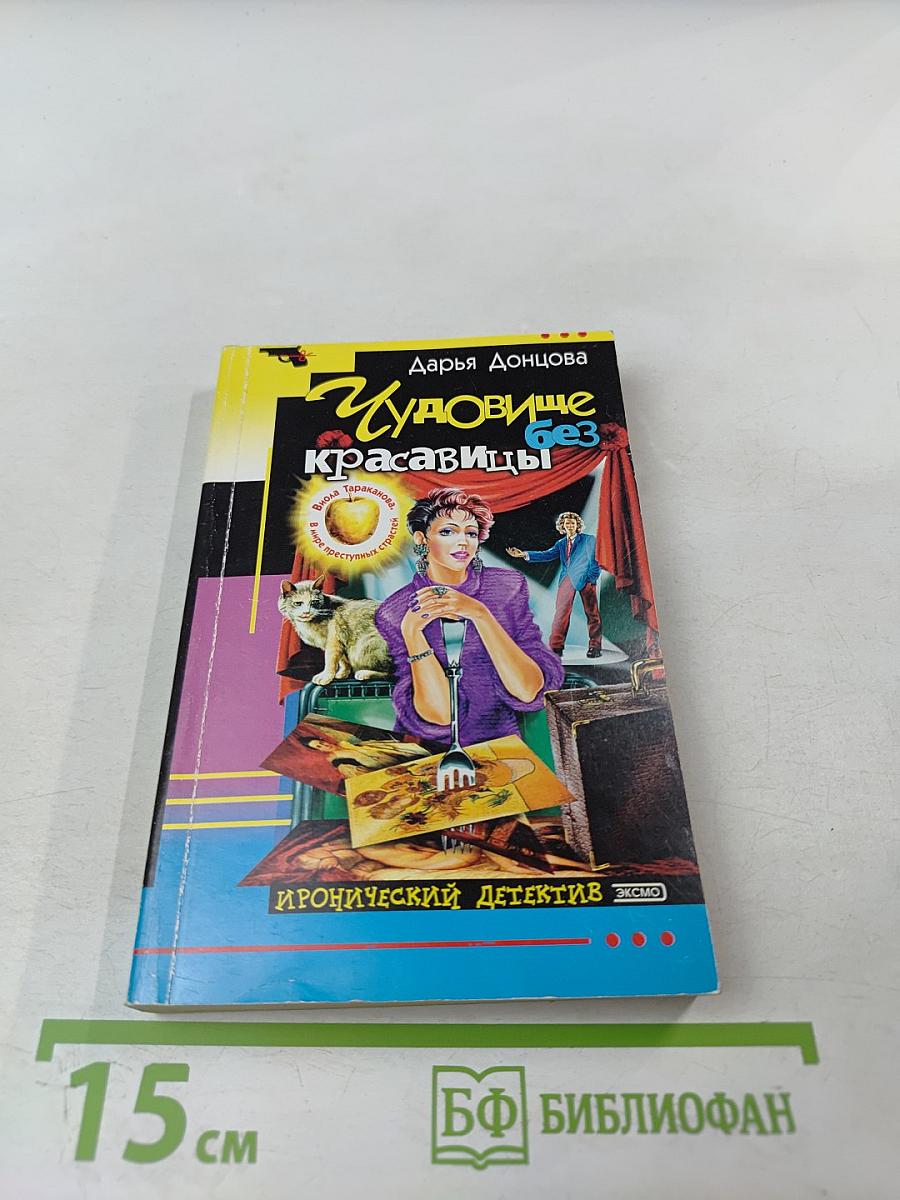 Дарья Донцова
Чудовище
без
красавицы
Виола Тараканова.
В мире преступных страстей
ИРОНИЧЕСКИЙ ДЕТЕКТИВ
ЭКСМО
15 см
БФ БИБЛИОФАН